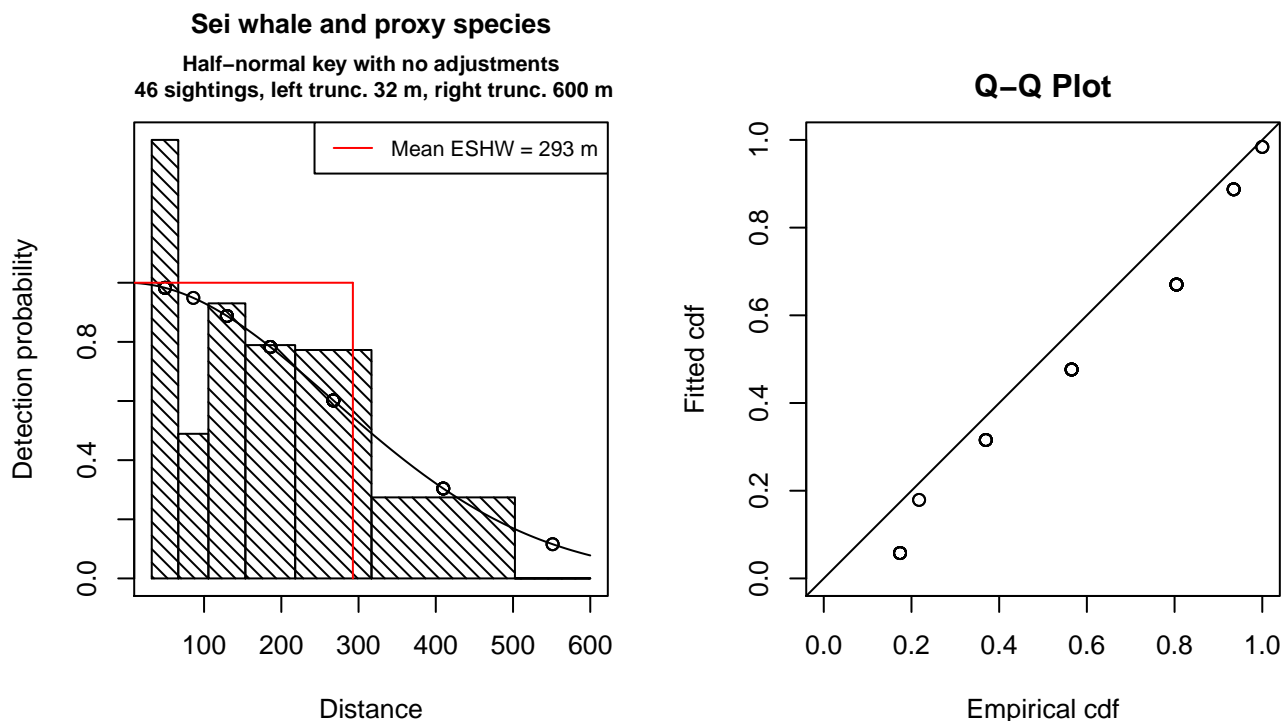 Sei whale and proxy species
Half−normal key with no adjustments
46 sightings, left trunc. 32 m, right trunc. 600 m
Mean ESHW = 293 m
Detection probability
0.8
0.4
0.0
100 200 300 400 500 600
Distance
Q−Q Plot
Fitted cdf
1.0
0.8
0.6
0.4
0.2
0.0
0.0 0.2 0.4 0.6 0.8 1.0
Empirical cdf